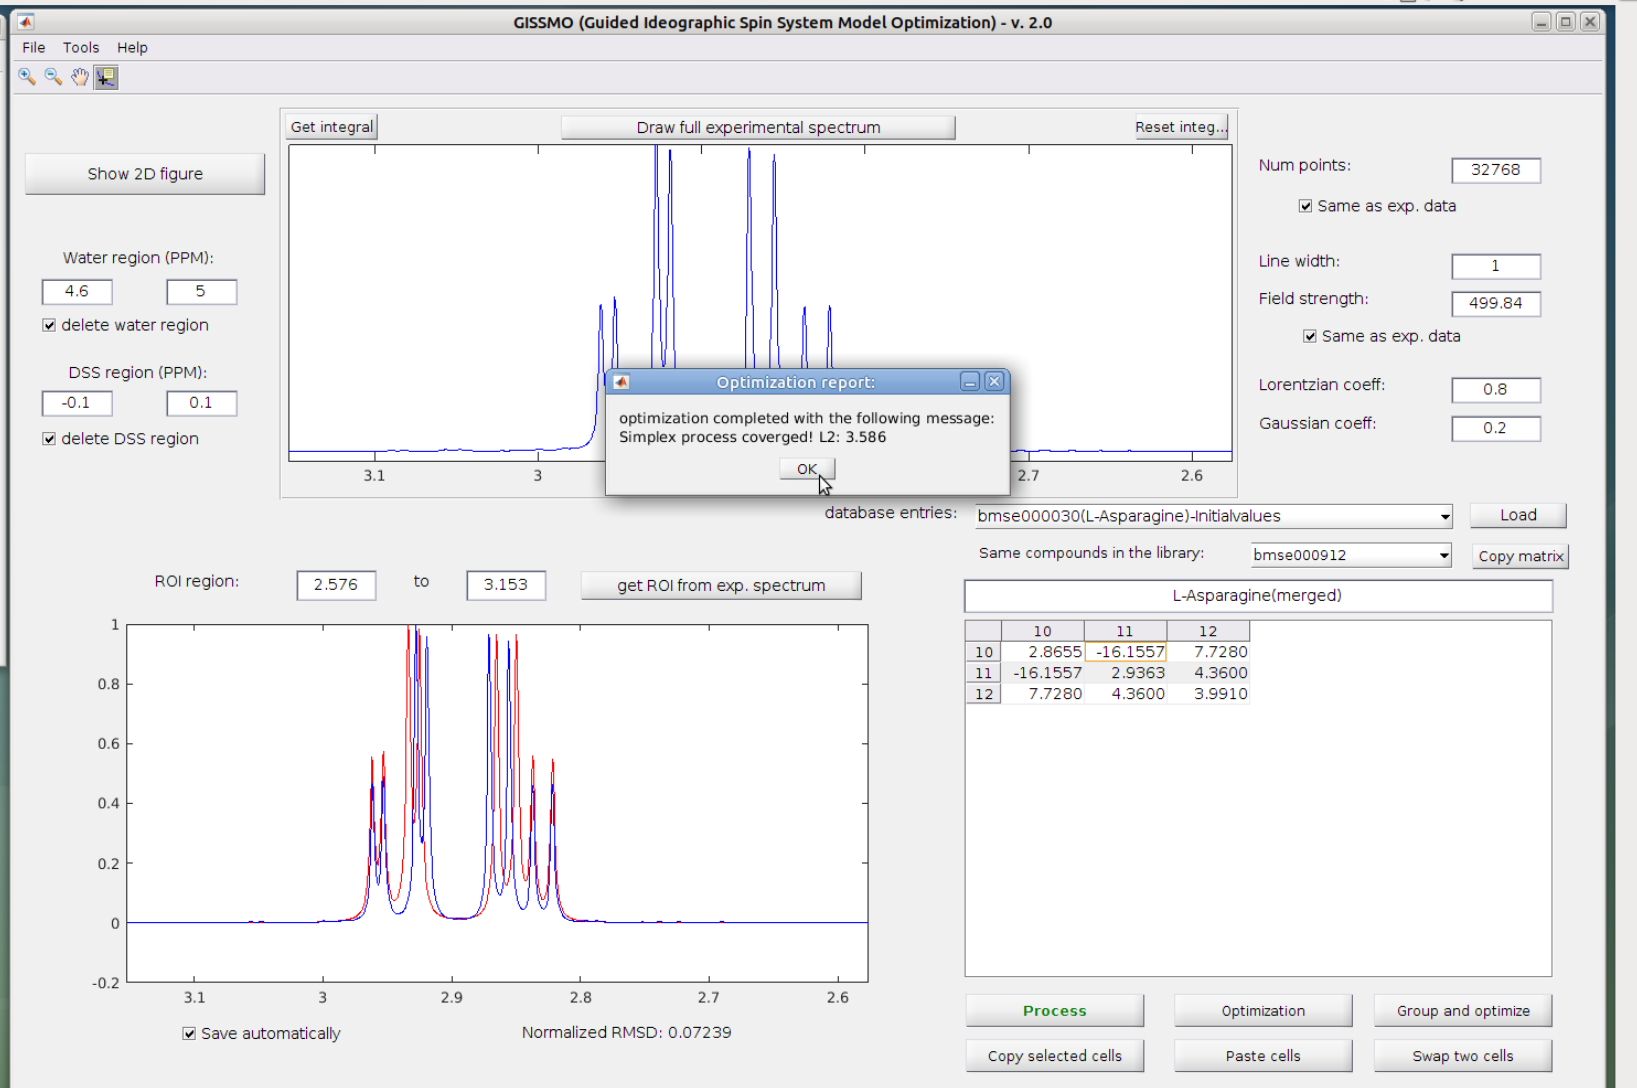 GISSMO (Guided Ideographic Spin System Model Optimization) - v. 2.0
File Tools Help
Get integral
Draw full experimental spectrum
Reset integ...
Show 2D figure
Num points: 32768
Same as exp. data
Water region (PPM):
4.6 5
delete water region
Line width: 1
Field strength: 499.84
Same as exp. data
DSS region (PPM):
-0.1 0.1
delete DSS region
Lorentzian coeff: 0.8
Gaussian coeff: 0.2
Optimization report:
optimization completed with the following message:
Simplex process coverged! L2: 3.586
OK
3.1 3 2.7 2.6
database entries: bmse000030(L-Asparagine)-Initialvalues Load
Same compounds in the library: bmse000912 Copy matrix
ROI region: 2.576 to 3.153 get ROI from exp. spectrum
L-Asparagine(merged)
10 11 12
10 2.8655 -16.1557 7.7280
11 -16.1557 2.9363 4.3600
12 7.7280 4.3600 3.9910
1
0.8
0.6
0.4
0.2
0
-0.2
3.1 3 2.9 2.8 2.7 2.6
Save automatically
Normalized RMSD: 0.07239
Process Optimization Group and optimize
Copy selected cells Paste cells Swap two cells